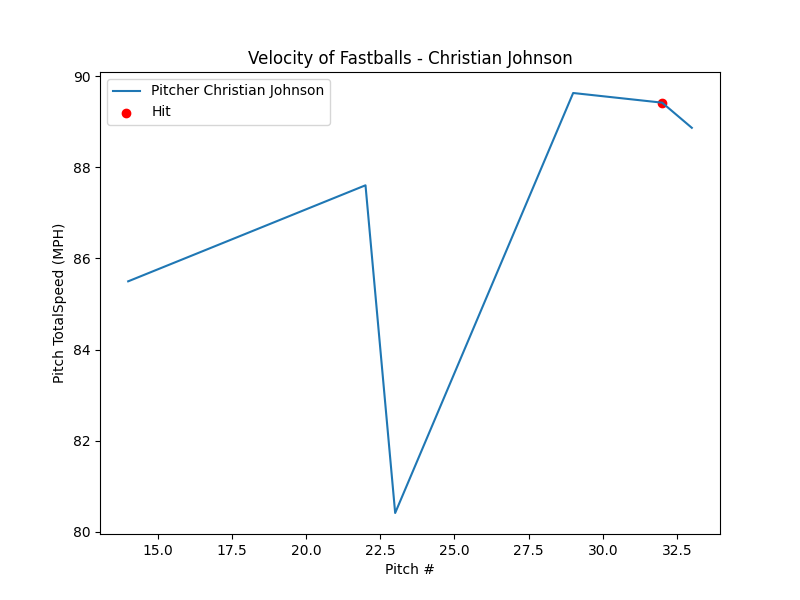 Velocity of Fastballs - Christian Johnson
Pitcher Christian Johnson
Hit
Pitch TotalSpeed (MPH)
90
88
86
84
82
80
15.0 17.5 20.0 22.5 25.0 27.5 30.0 32.5
Pitch #